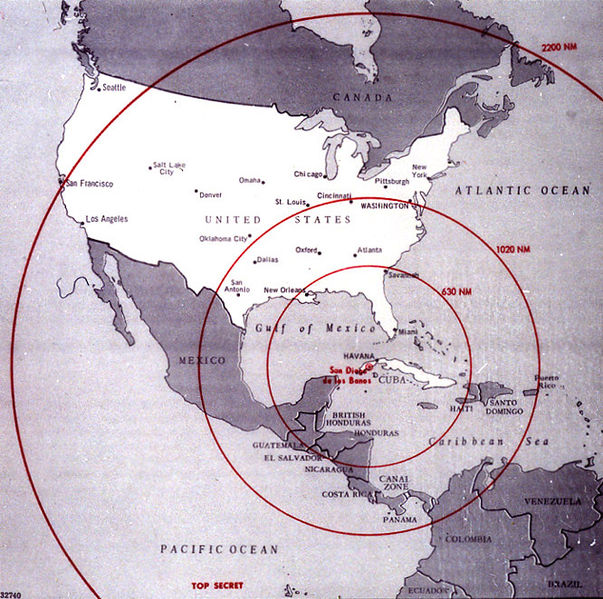 2200 NM
CANADA
Seattle
Salt Lake
City
Omaha
Chicago
New
York
San Francisco
Denver
Pittsburgh
ATLANTIC OCEAN
St. Louis
Cincinnati
WASHINGTON
Los Angeles
UNITED STATES
Oklahoma City
Oxford
Atlanta
1020 NM
Dallas
San
Antonio
New Orleans
Savannah
630 NM
Gulf of Mexico
Miami
MEXICO
HAVANA
San Diego
de los Banos
CUBA
Puerto
Rico
HAITI
SANTO
DOMINGO
BRITISH
HONDURAS
HONDURAS
Caribbean Sea
GUATEMALA
EL SALVADOR
NICARAGUA
COSTA RICA
CANAL
ZONE
PANAMA
VENEZUELA
COLOMBIA
PACIFIC OCEAN
TOP SECRET
ECUADOR
BRAZIL
32740